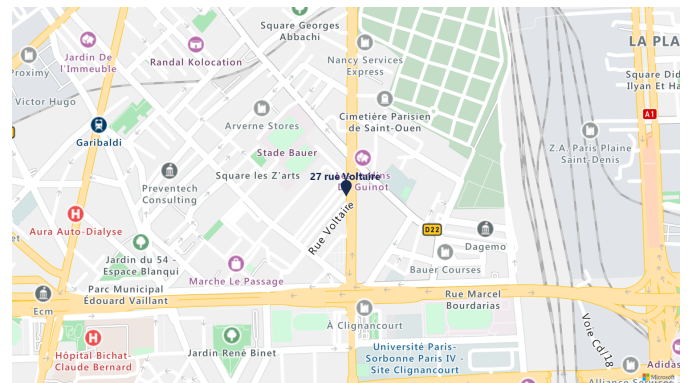 Square Georges
Abbachi
Jardin De
l'Immeuble
Randal Kolocation
Nancy Services
Express
LA PLA
Proximy
Square Did
Ilyan Et Ha
Victor Hugo
Arverne Stores
Cimetière Parisien
de Saint-Ouen
A1
Garibaldi
Stade Bauer
Z.A. Paris Plaine
Saint-Denis
Preventech
Consulting
Square les Z'arts
27 rue Voltaire
Guinot
Rue Voltaire
Aura Auto-Dialyse
D22
Dagemo
Jardin du 54 -
Espace Blanqui
Bauer Courses
Marche Le Passage
Parc Municipal
Édouard Vaillant
Rue Marcel
Bourdarias
Ecm
À Clignancourt
Voie Cdl18
Hôpital Bichat-
Claude Bernard
Jardin René Binet
Université Paris-
Sorbonne Paris IV -
Site Clignancourt
Adidas
Alliance Services
Microsoft